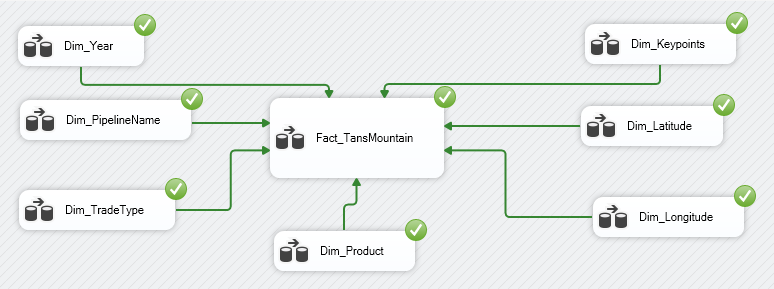 Dim_Year
Dim_Keypoints
Dim_PipelineName
Fact_TansMountain
Dim_Latitude
Dim_TradeType
Dim_Product
Dim_Longitude